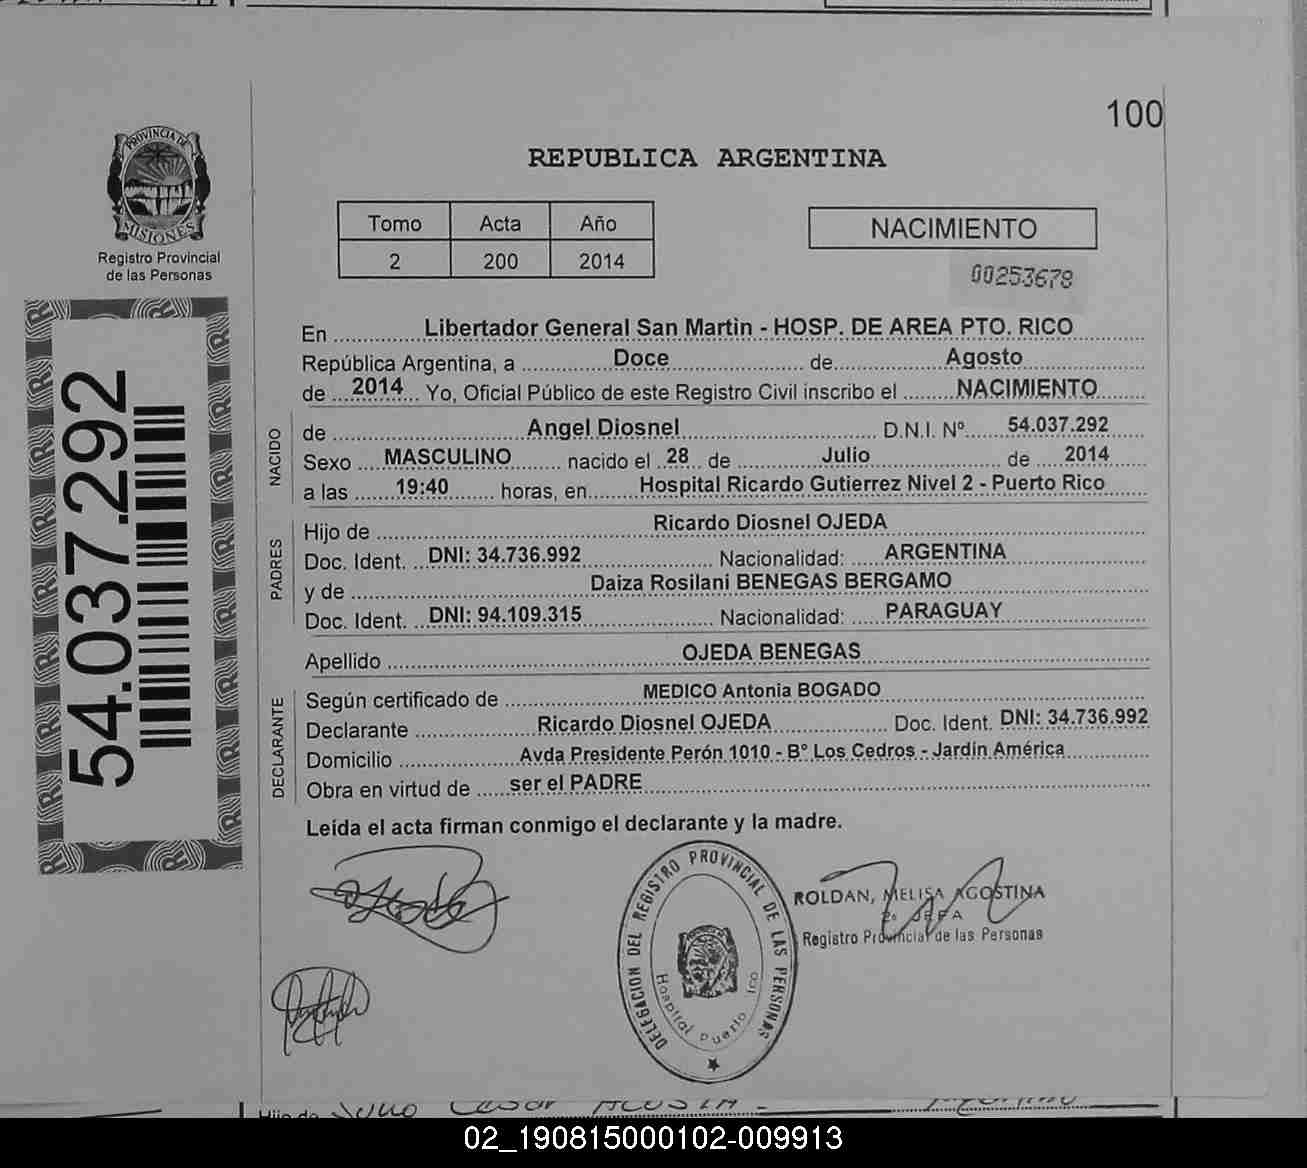 100
PROVINCIA DE
MISIONES
Registro Provincial
de las Personas
REPUBLICA ARGENTINA
Tomo Acta Año
2 200 2014
NACIMIENTO
00253678
54.037.292
En Libertador General San Martin - HOSP. DE AREA PTO. RICO
República Argentina, a Doce de Agosto
de 2014 Yo, Oficial Público de este Registro Civil inscribo el NACIMIENTO
NACIDO
de Angel Diosnel D.N.I. Nº 54.037.292
Sexo MASCULINO nacido el 28 de Julio de 2014
a las 19:40 horas, en Hospital Ricardo Gutierrez Nivel 2 - Puerto Rico
PADRES
Hijo de Ricardo Diosnel OJEDA
Doc. Ident. DNI: 34.736.992 Nacionalidad: ARGENTINA
y de Daiza Rosilani BENEGAS BERGAMO
Doc. Ident. DNI: 94.109.315 Nacionalidad: PARAGUAY
Apellido OJEDA BENEGAS
DECLARANTE
Según certificado de MEDICO Antonia BOGADO
Declarante Ricardo Diosnel OJEDA Doc. Ident. DNI: 34.736.992
Domicilio Avda Presidente Perón 1010 - Bº Los Cedros - Jardin América
Obra en virtud de ser el PADRE
Leída el acta firman conmigo el declarante y la madre.
DELEGACION DEL REGISTRO PROVINCIAL DE LAS PERSONAS
Hospital Puerto
ROLDAN, MELISA AGOSTINA
2º JEFA
Registro Provincial de las Personas
Hijo de Julio Cesar ACOSTA -
02_190815000102-009913